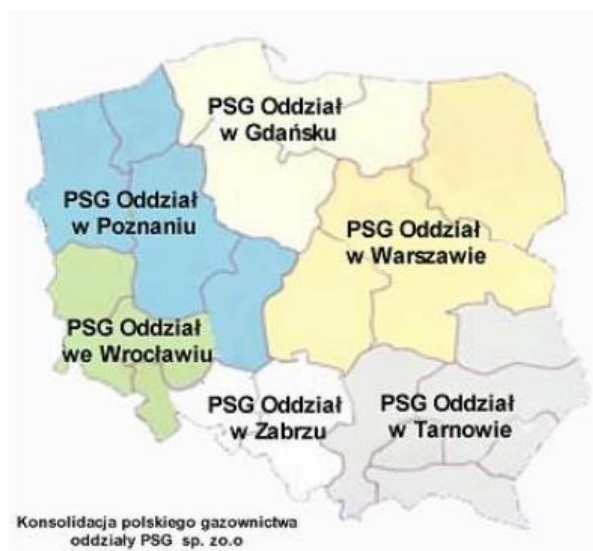 PSG Oddział
w Gdańsku
PSG Oddział
w Poznaniu
PSG Oddział
w Warszawie
PSG Oddział
we Wrocławiu
PSG Oddział
w Zabrzu
PSG Oddział
w Tarnowie
Konsolidacja polskiego gazownictwa
oddziały PSG sp. zo.o